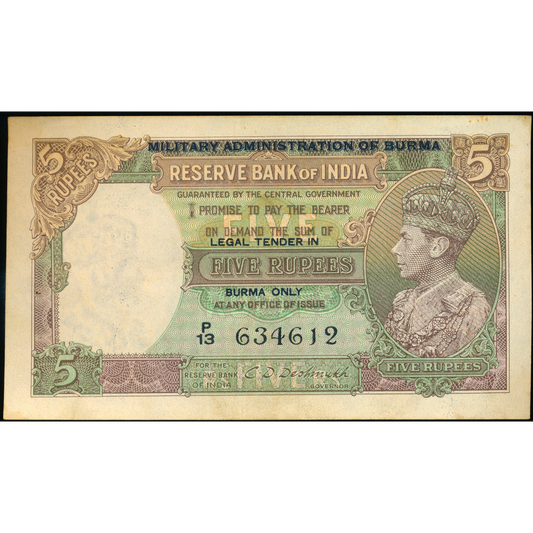 MILITARY ADMINISTRATION OF BURMA
5 RUPEES
RESERVE BANK OF INDIA
5
GUARANTEED BY THE CENTRAL GOVERNMENT
FIVE
I PROMISE TO PAY THE BEARER
ON DEMAND THE SUM OF
LEGAL TENDER IN
FIVE RUPEES
BURMA ONLY
AT ANY OFFICE OF ISSUE
P/13 634612
5
FOR THE
RESERVE BANK
OF INDIA
FIVE
C. D. Deshmukh
GOVERNOR
FIVE RUPEES